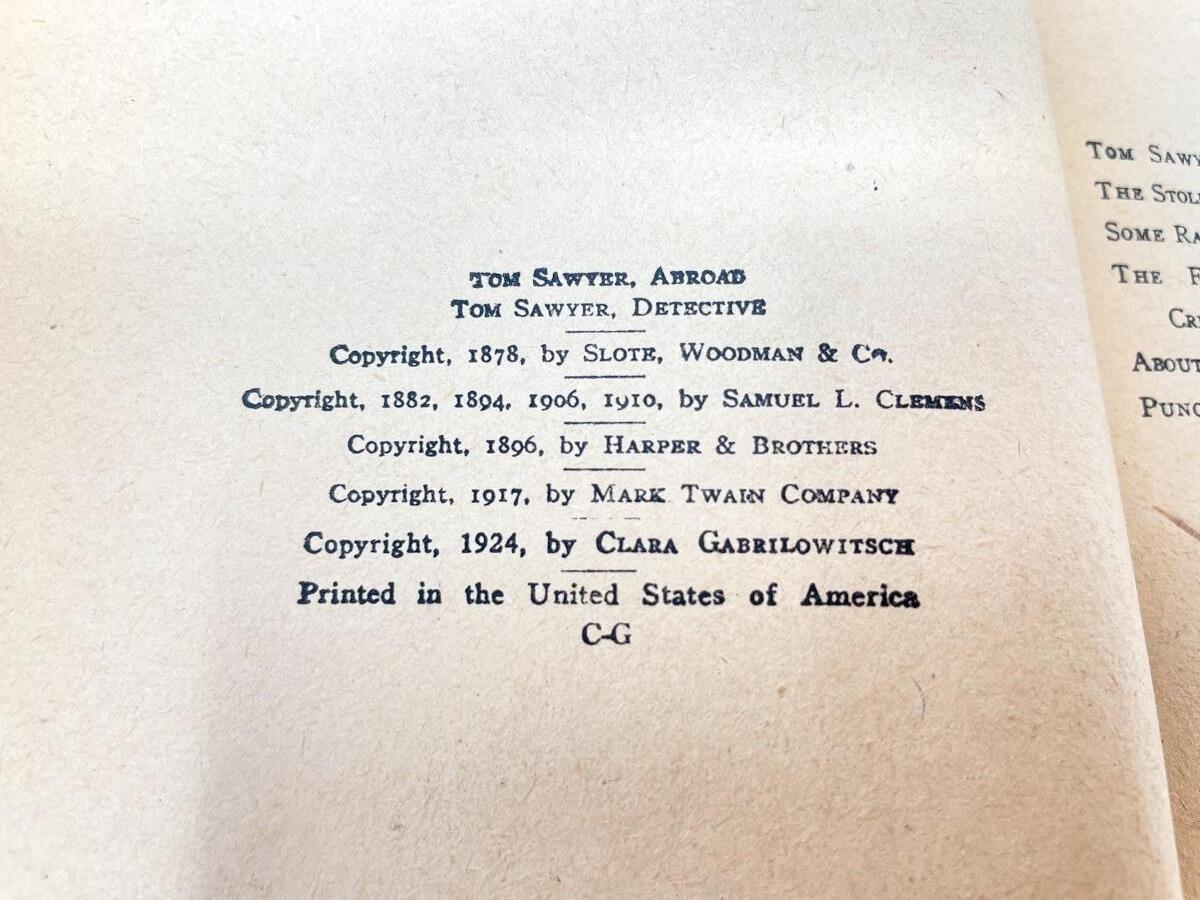 TOM SAWYER, ABROAD
TOM SAWYER, DETECTIVE
Copyright, 1878, by SLOTE, WOODMAN & Co.
Copyright, 1882, 1894, 1906, 1910, by SAMUEL L. CLEMENS
Copyright, 1896, by HARPER & BROTHERS
Copyright, 1917, by MARK TWAIN COMPANY
Copyright, 1924, by CLARA GABRILOWITSCH
Printed in the United States of America
C-G
TOM SAWY
THE STOL
SOME RA
THE F
CR
ABOUT
PUNC